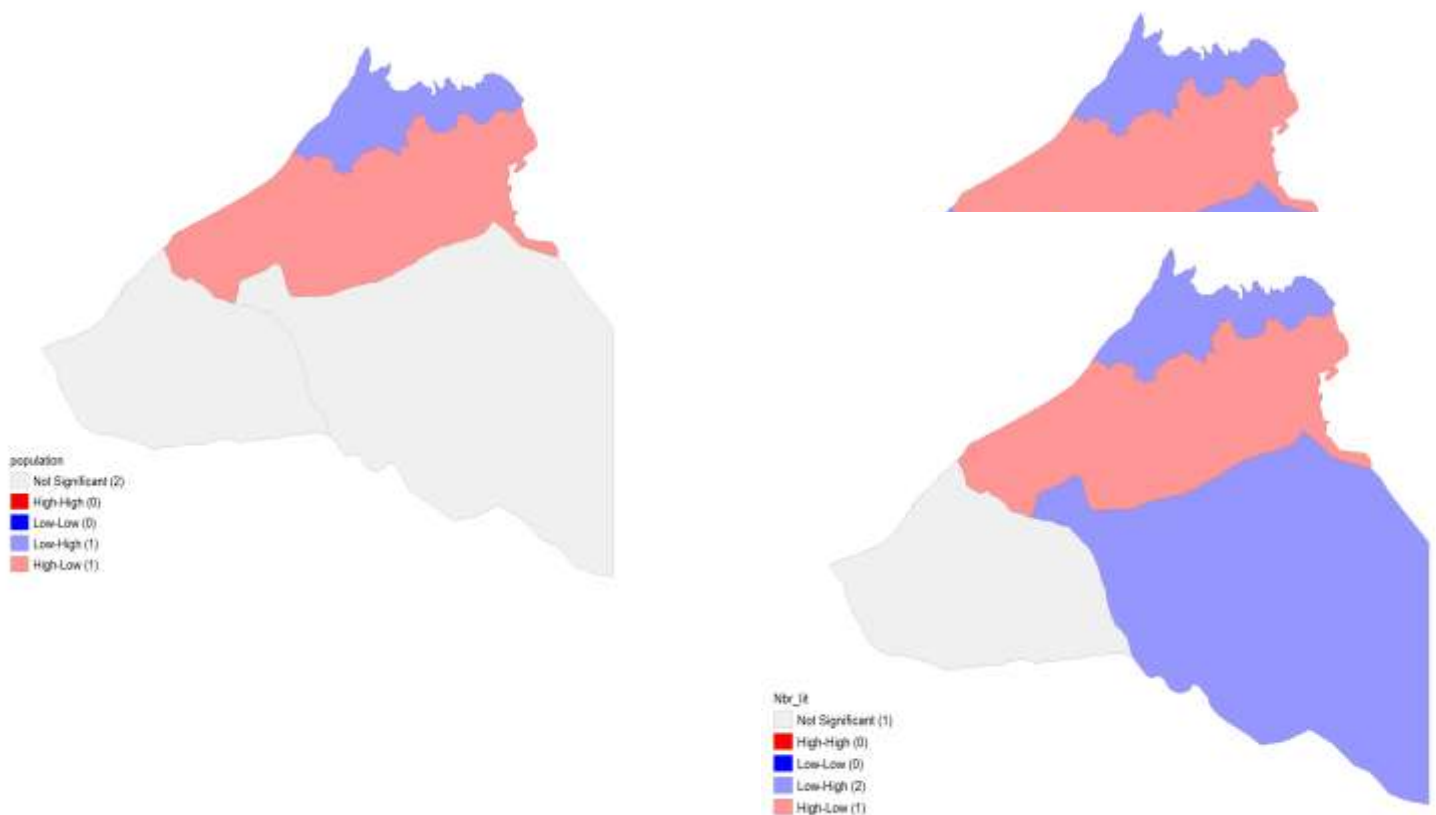 population
Not Significant (2)
High-High (0)
Low-Low (0)
Low-High (1)
High-Low (1)
Nbr_lit
Not Significant (1)
High-High (0)
Low-Low (0)
Low-High (2)
High-Low (1)